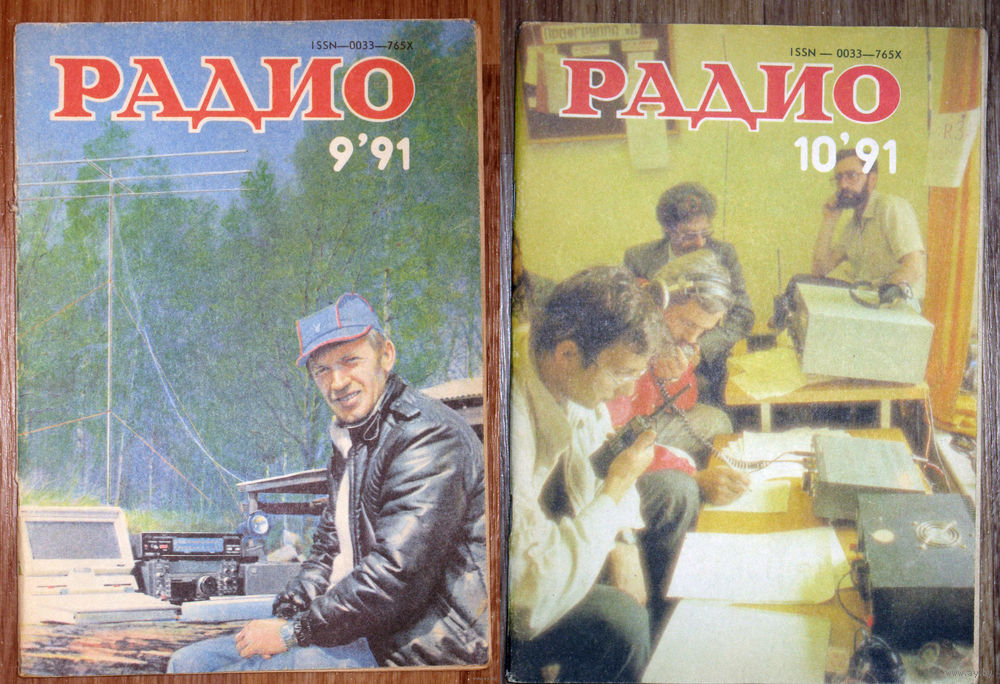 ISSN—0033—765X
РАДИО
9'91
ISSN — 0033—765X
РАДИО
10'91